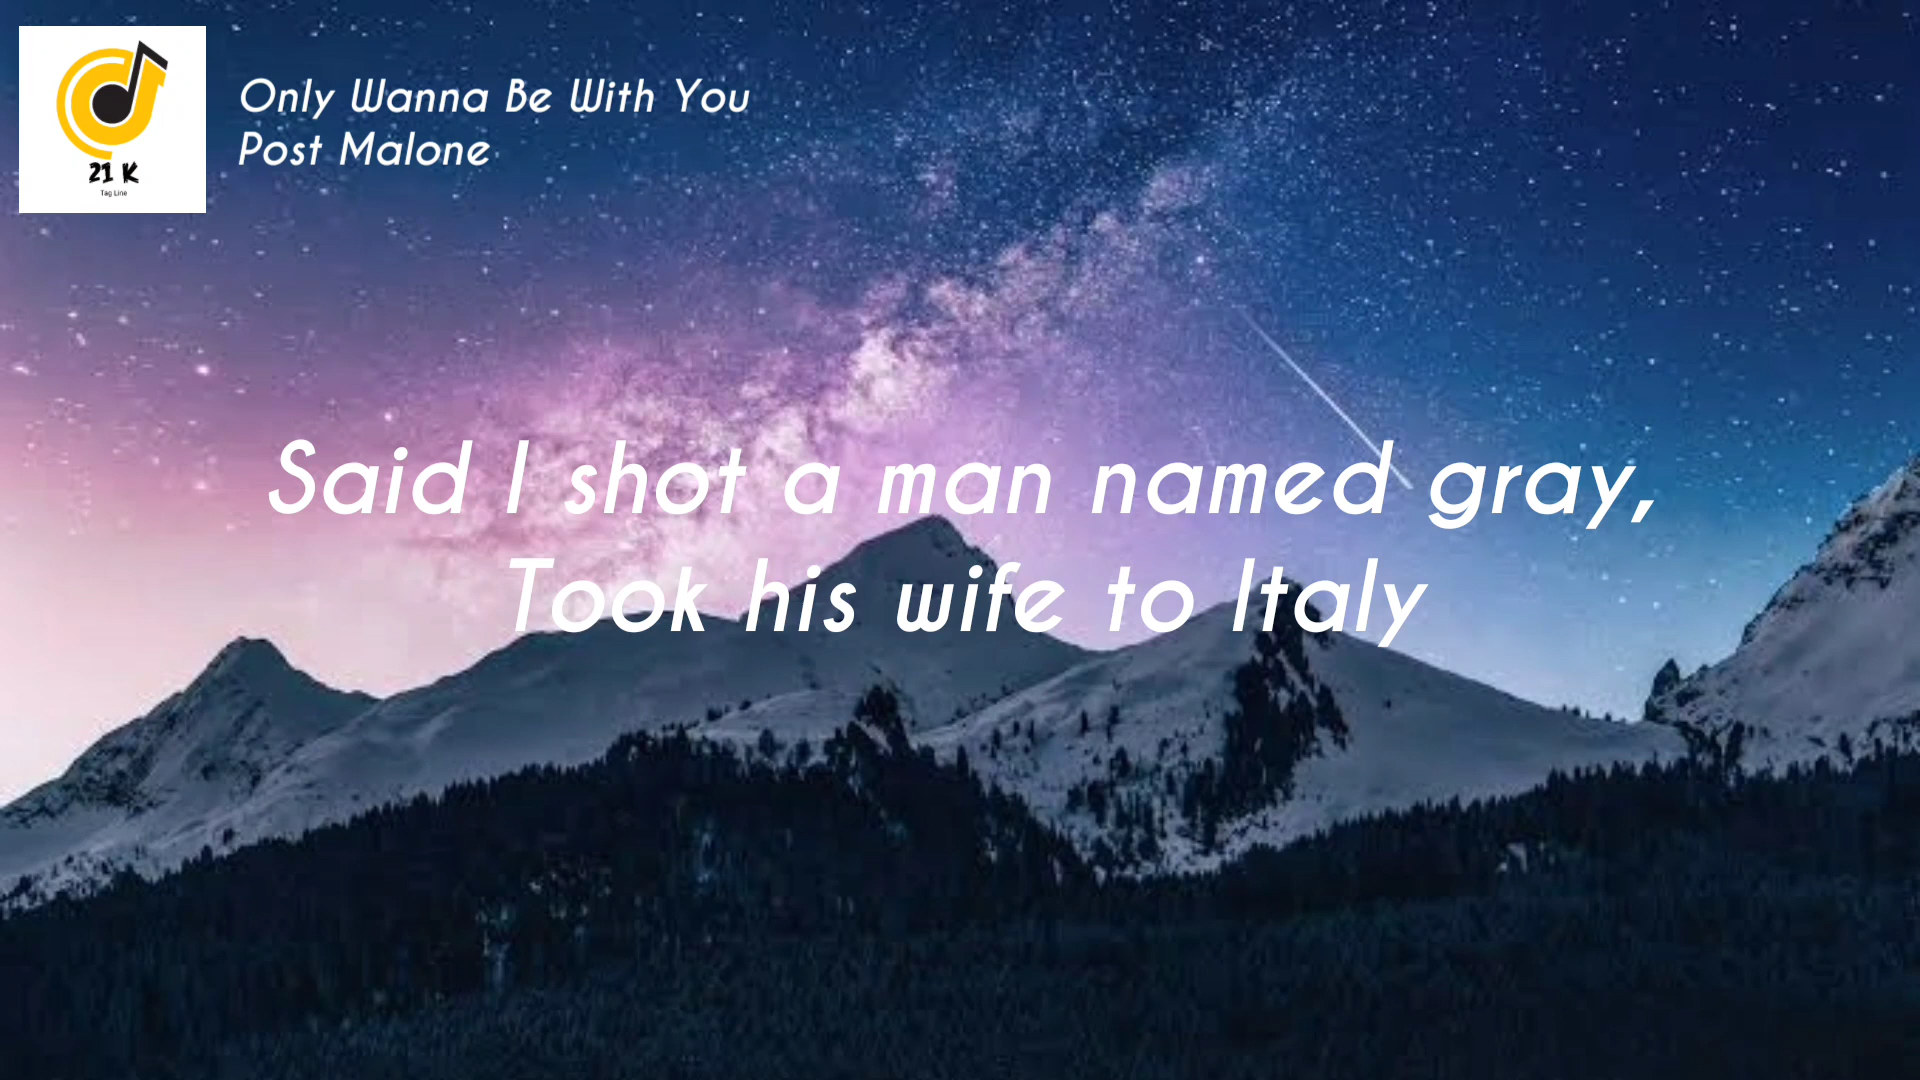 21 K
Tag Line
Only Wanna Be With You
Post Malone
Said I shot a man named gray,
Took his wife to Italy